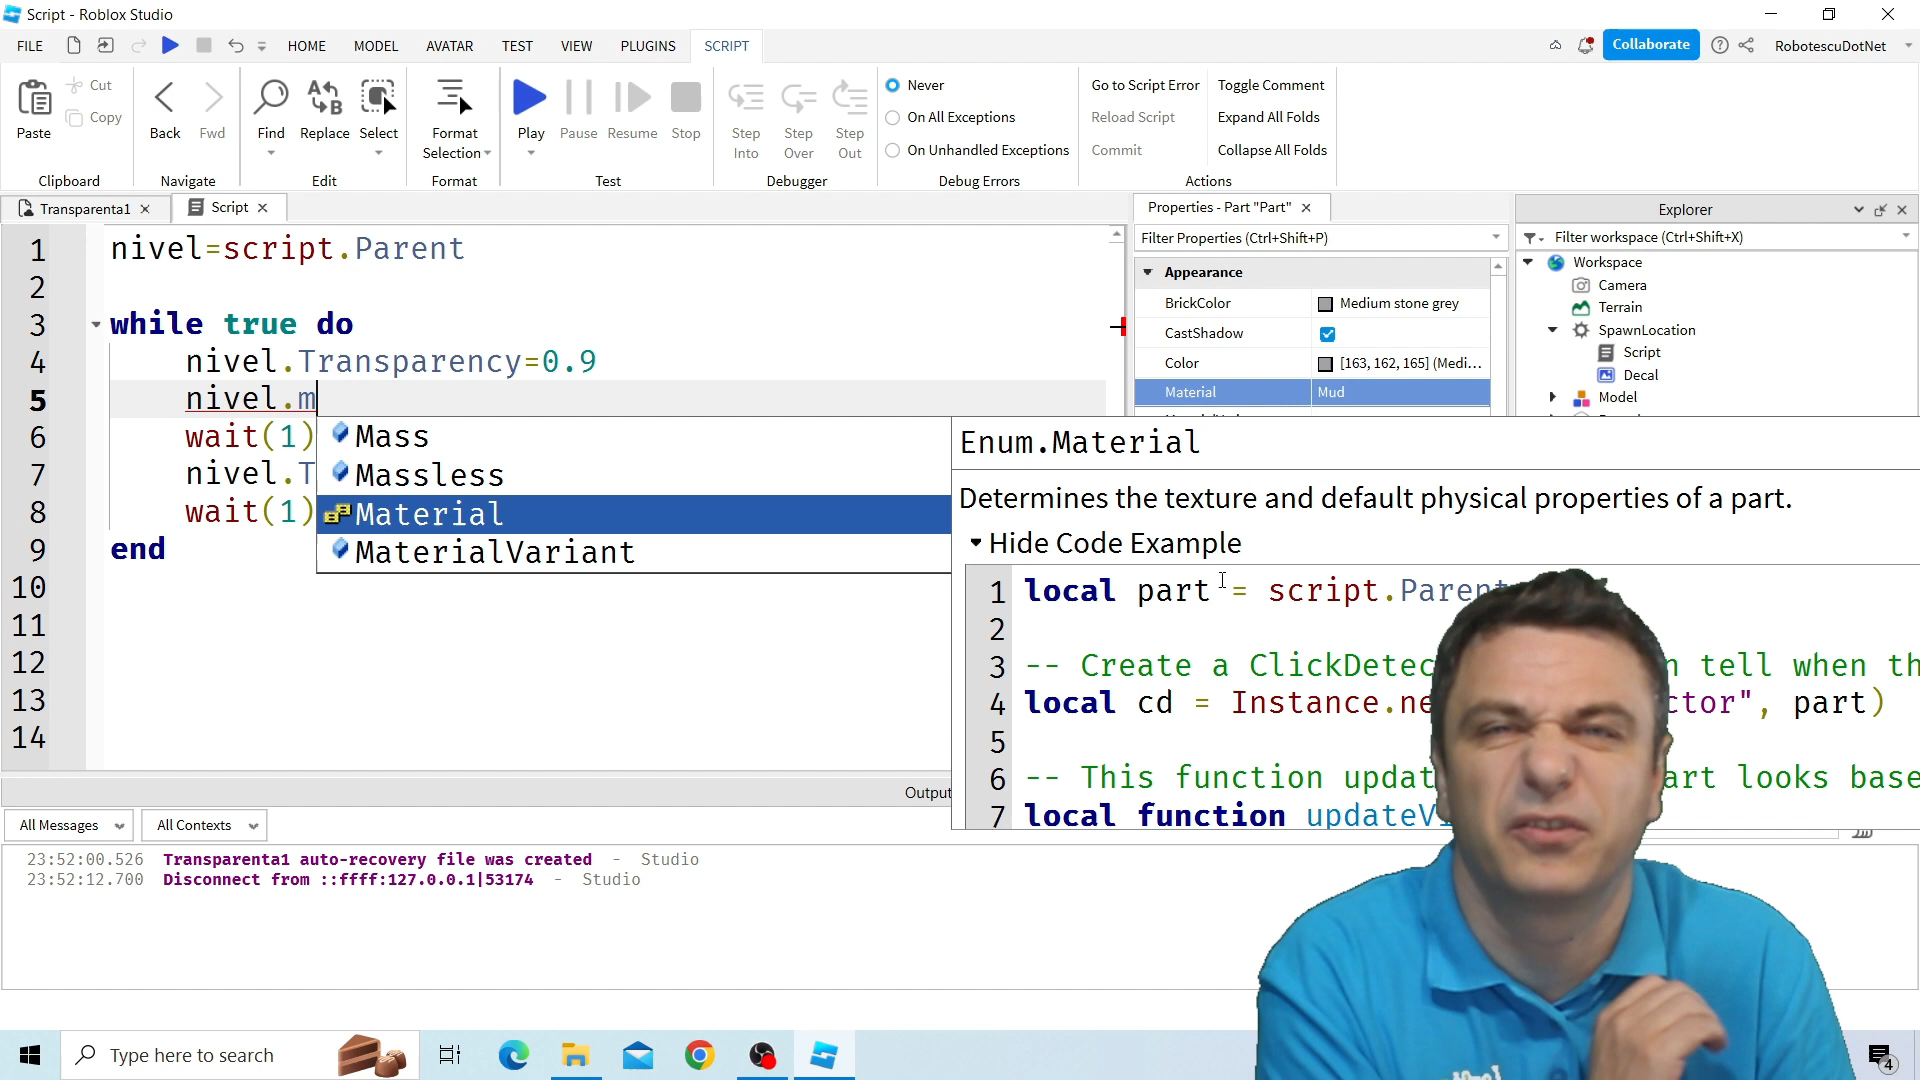 Script - Roblox Studio
FILE HOME MODEL AVATAR TEST VIEW PLUGINS SCRIPT Collaborate RobotescuDotNet
Paste Cut Copy Back Fwd Find Replace Select Format Selection Play Pause Resume Stop Step Into Step Over Step Out
Never
On All Exceptions
On Unhandled Exceptions
Go to Script Error Toggle Comment
Reload Script Expand All Folds
Commit Collapse All Folds
Clipboard Navigate Edit Format Test Debugger Debug Errors Actions
Transparenta1 Script
1 nivel=script.Parent
2
3 while true do
4 nivel.Transparency=0.9
5 nivel.m
6 wait(1)
7 nivel.T
8 wait(1)
9 end
10
11
12
13
14
Mass
Massless
Material
MaterialVariant
Properties - Part "Part"
Filter Properties (Ctrl+Shift+P)
Appearance
BrickColor Medium stone grey
CastShadow
Color [163, 162, 165] (Medi...
Material Mud
Explorer
Filter workspace (Ctrl+Shift+X)
Workspace
Camera
Terrain
SpawnLocation
Script
Decal
Model
Enum.Material
Determines the texture and default physical properties of a part.
Hide Code Example
1 local part = script.Parent
2
3 -- Create a ClickDetec n tell when th
4 local cd = Instance.ne ctor", part)
5
6 -- This function updat art looks base
7 local function updateV
Output
All Messages All Contexts
23:52:00.526 Transparenta1 auto-recovery file was created - Studio
23:52:12.700 Disconnect from ::ffff:127.0.0.1|53174 - Studio
Type here to search
4